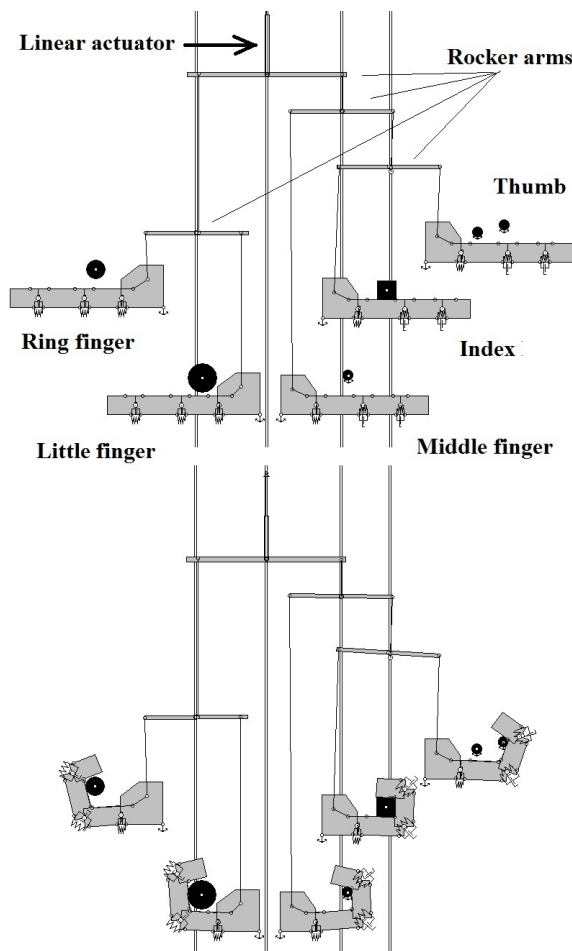 Linear actuator
Rocker arms
Thumb
Ring finger
Index
Little finger
Middle finger